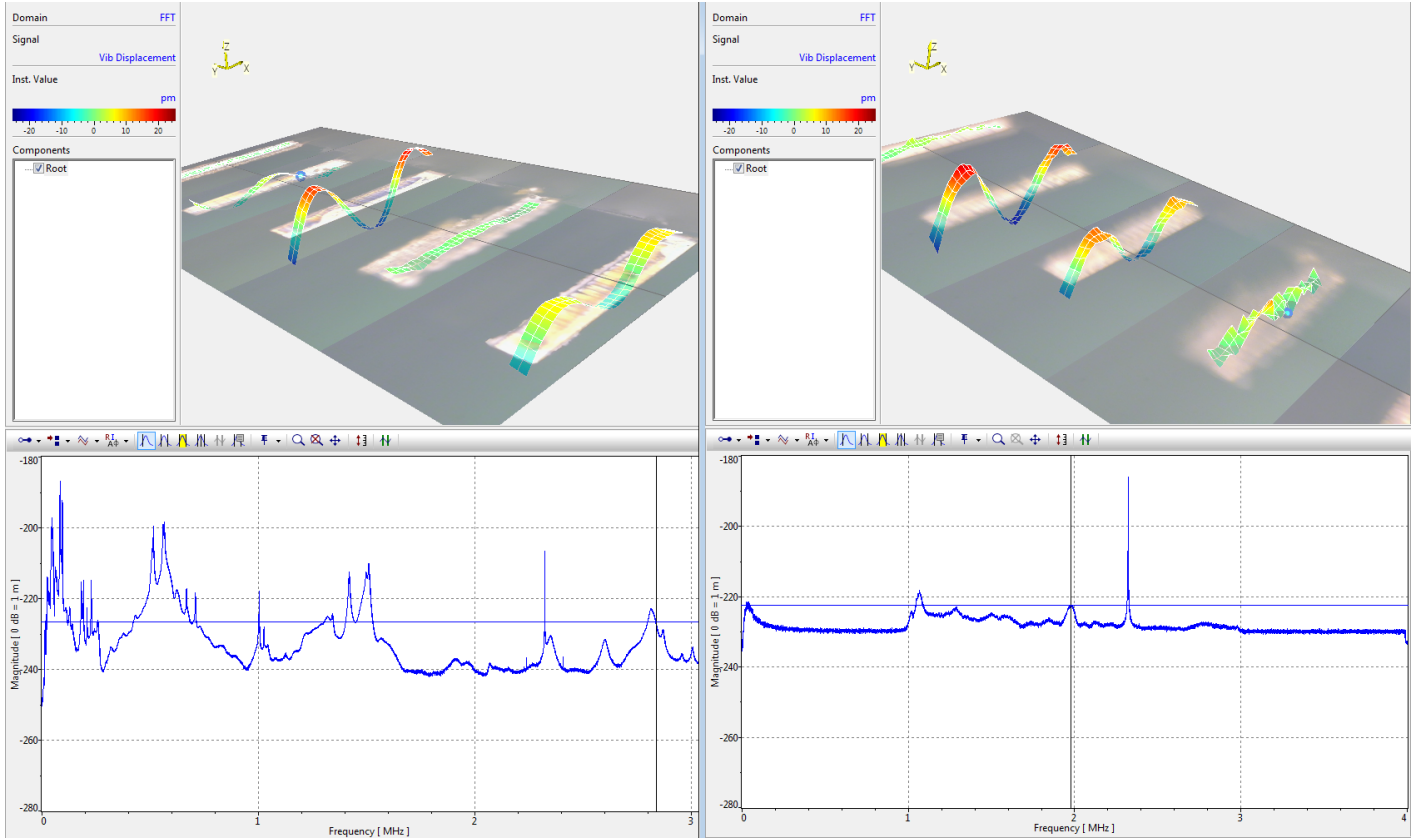 Domain FFT
Signal
Vib Displacement
Inst. Value
pm
-20 -10 0 10 20
Components
Root
Z
Y X
R I
A Φ
-180
-200
-220
-240
-260
-280
Magnitude [ 0 dB = 1 m ]
0 1 2 3
Frequency [ MHz ]
Domain FFT
Signal
Vib Displacement
Inst. Value
pm
-20 -10 0 10 20
Components
Root
Z
Y X
R I
A Φ
-180
-200
-220
-240
-260
-280
Magnitude [ 0 dB = 1 m ]
0 1 2 3 4
Frequency [ MHz ]